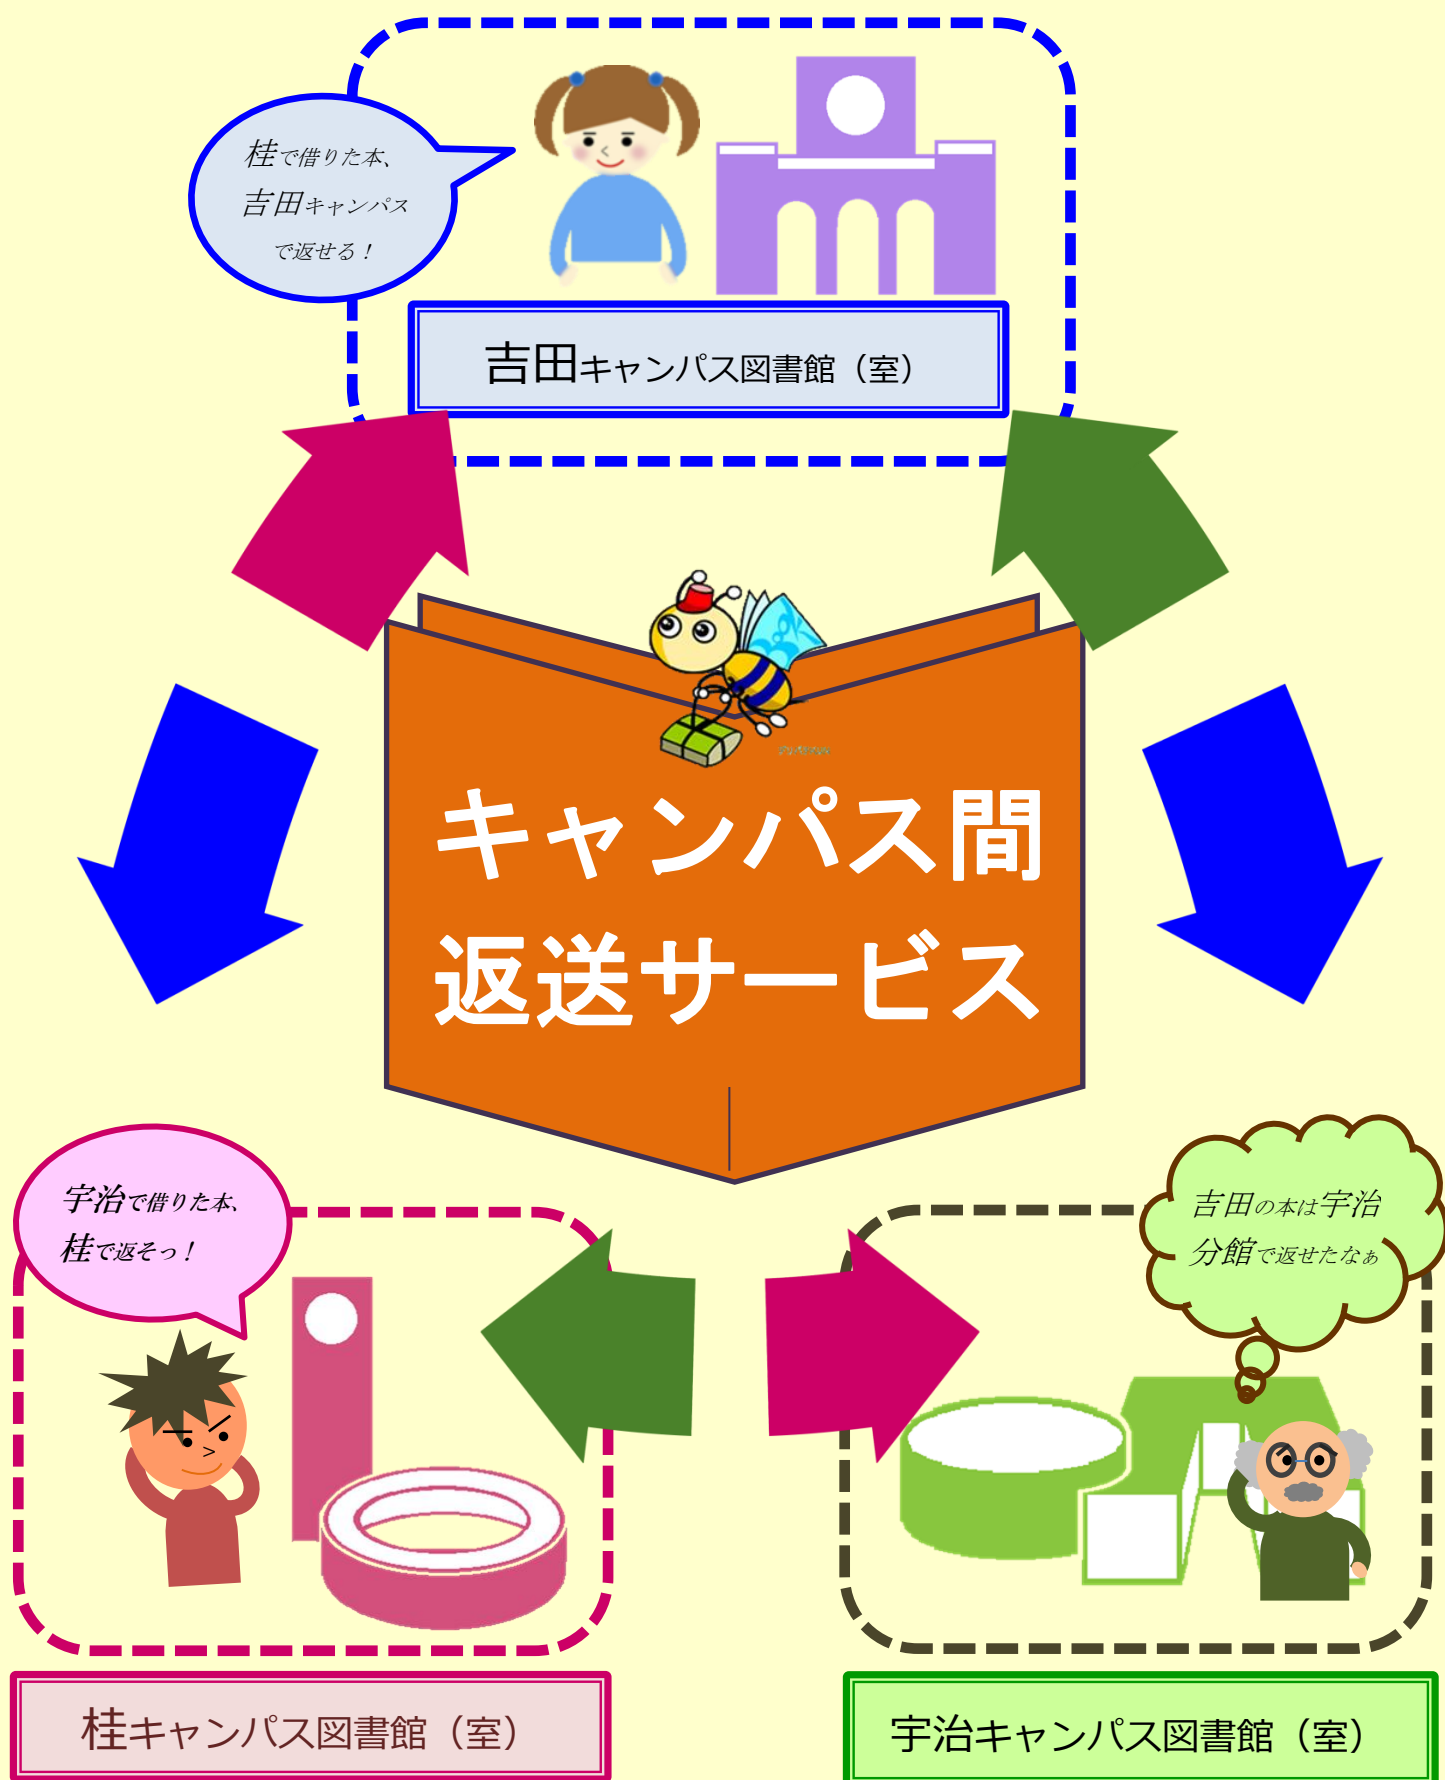 桂で借りた本、
吉田キャンパス
で返せる！
吉田キャンパス図書館（室）
キャンパス間
返送サービス
宇治で借りた本、
桂で返そっ！
吉田の本は宇治
分館で返せたなぁ
桂キャンパス図書館（室）
宇治キャンパス図書館（室）